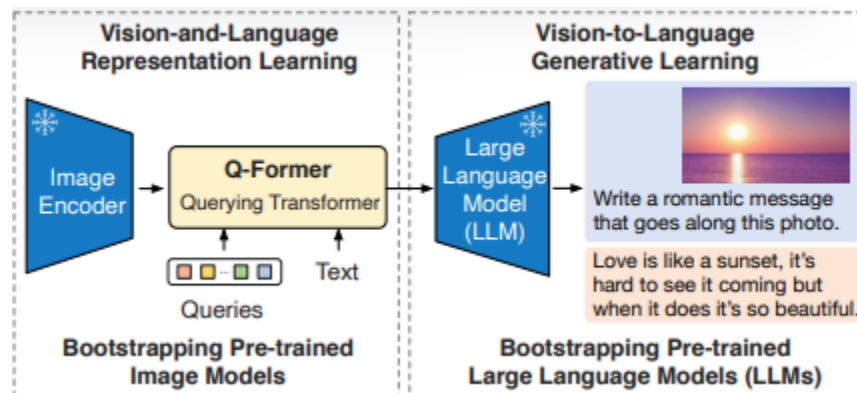 Vision-and-Language
Representation Learning
Image
Encoder
Q-Former
Querying Transformer
Queries
Text
Bootstrapping Pre-trained
Image Models
Vision-to-Language
Generative Learning
Large
Language
Model
(LLM)
Write a romantic message
that goes along this photo.
Love is like a sunset, it's
hard to see it coming but
when it does it's so beautiful.
Bootstrapping Pre-trained
Large Language Models (LLMs)